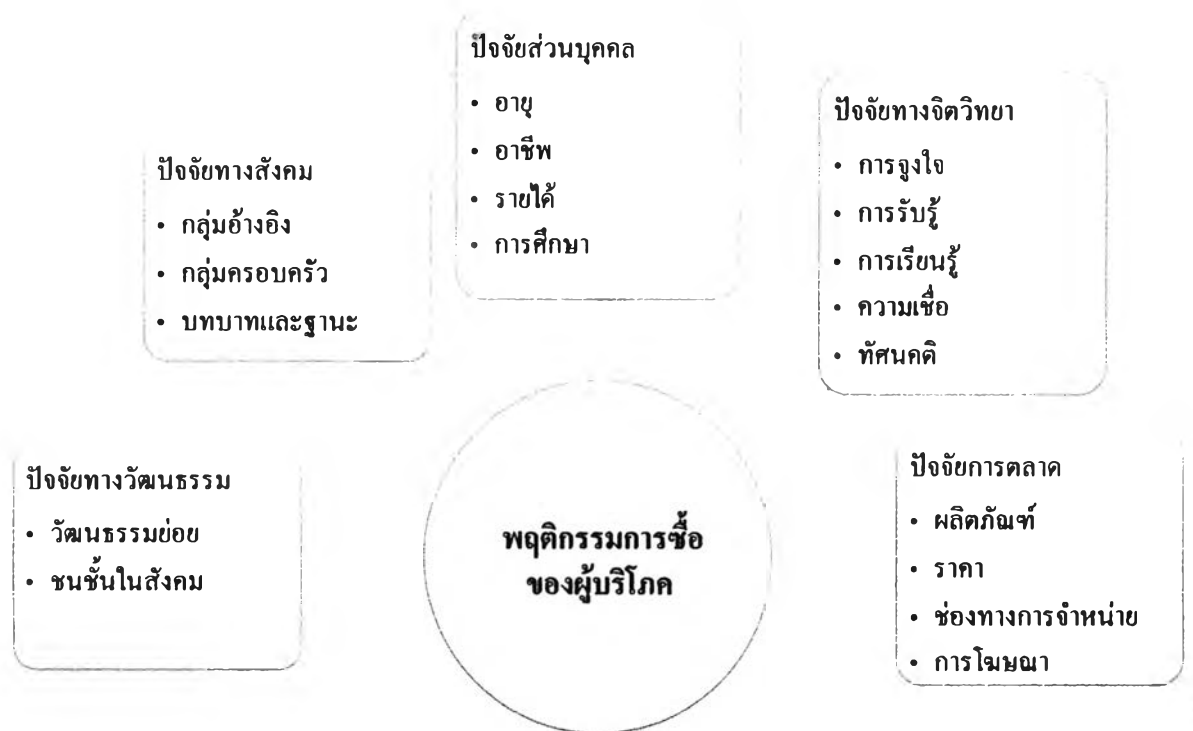 ปัจจัยส่วนบุคคล
• อายุ
• อาชีพ
• รายได้
• การศึกษา
ปัจจัยทางจิตวิทยา
• การจูงใจ
• การรับรู้
• การเรียนรู้
• ความเชื่อ
• ทัศนคติ
ปัจจัยทางสังคม
• กลุ่มอ้างอิง
• กลุ่มครอบครัว
• บทบาทและฐานะ
ปัจจัยทางวัฒนธรรม
• วัฒนธรรมย่อย
• ชนชั้นในสังคม
พฤติกรรมการซื้อ
ของผู้บริโภค
ปัจจัยการตลาด
• ผลิตภัณฑ์
• ราคา
• ช่องทางการจำหน่าย
• การโฆษณา